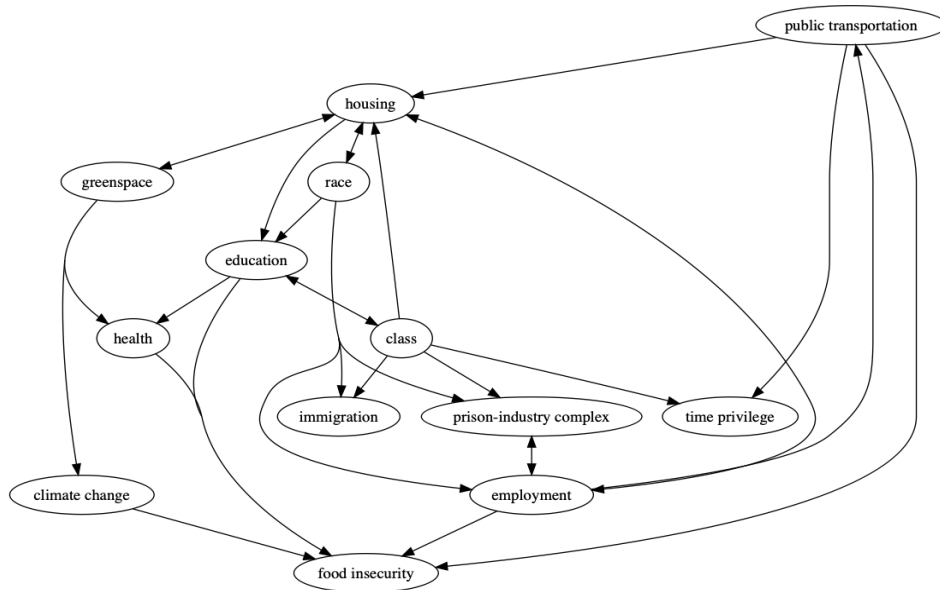 public transportation
housing
greenspace
race
education
health
class
immigration
prison-industry complex
time privilege
climate change
employment
food insecurity